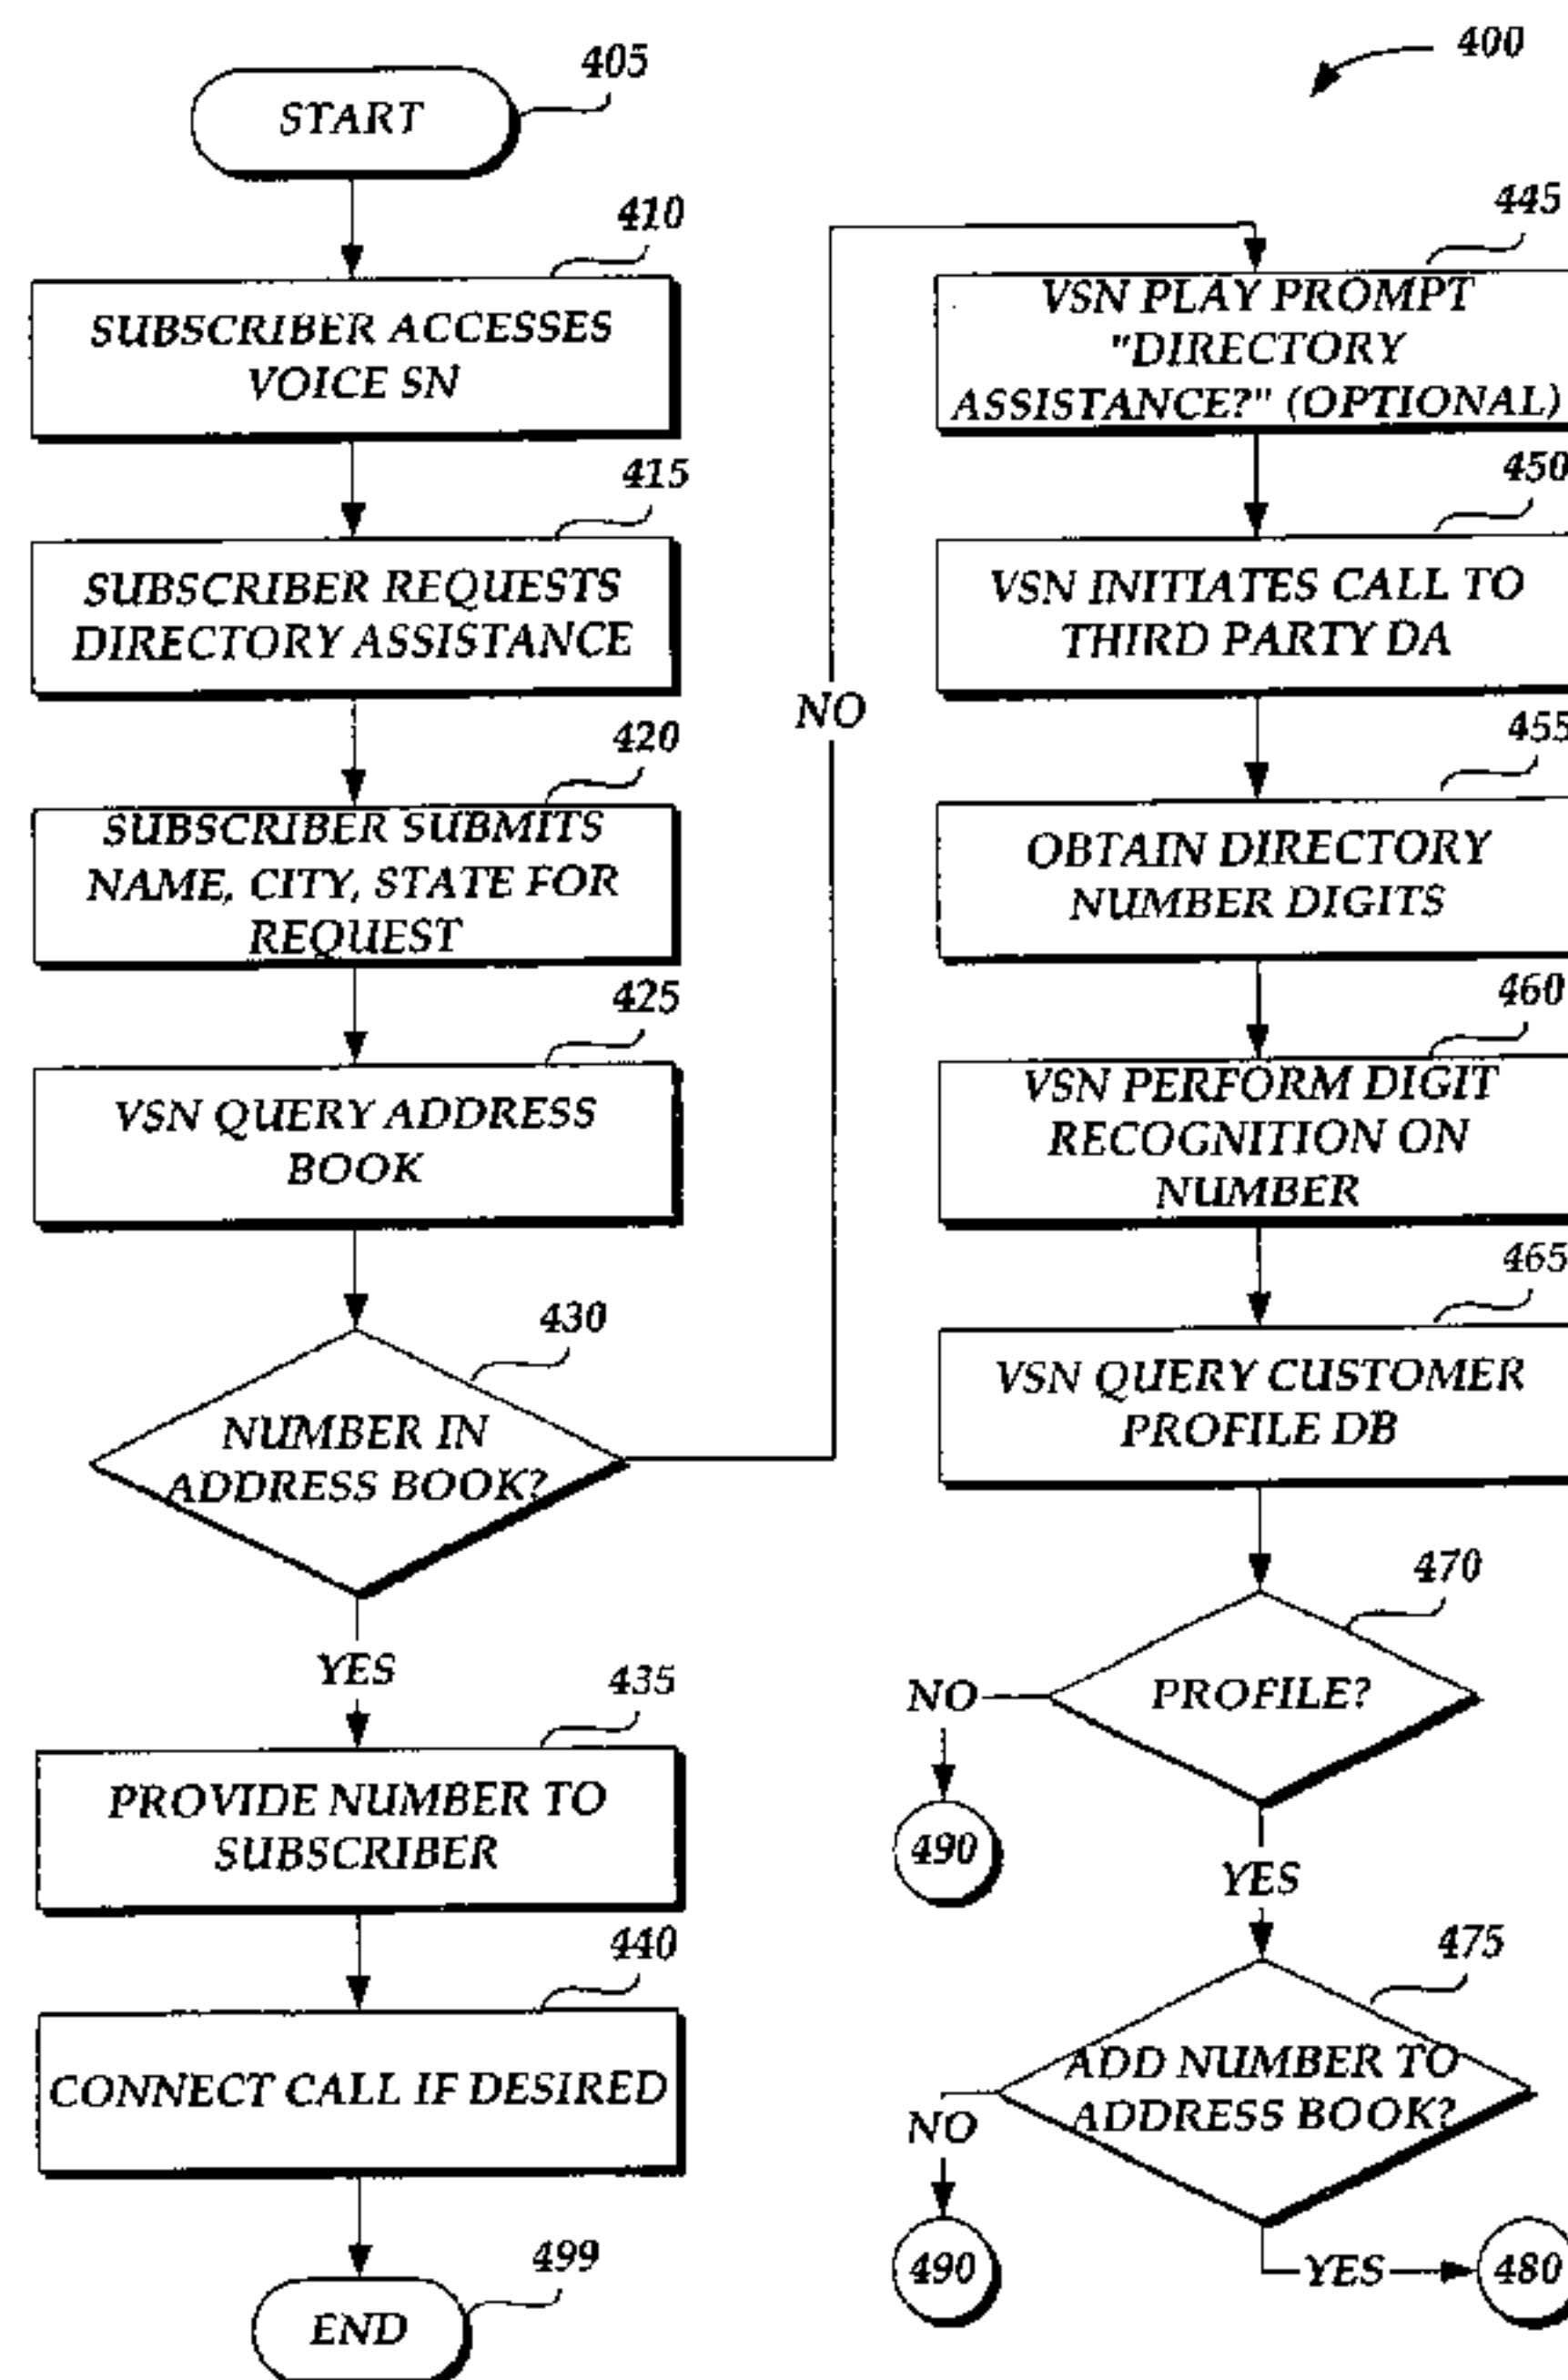 400
405
START
410
SUBSCRIBER ACCESSES
VOICE SN
415
SUBSCRIBER REQUESTS
DIRECTORY ASSISTANCE
420
SUBSCRIBER SUBMITS
NAME, CITY, STATE FOR
REQUEST
425
VSN QUERY ADDRESS
BOOK
430
NUMBER IN
ADDRESS BOOK?
NO
YES
435
PROVIDE NUMBER TO
SUBSCRIBER
440
CONNECT CALL IF DESIRED
499
END
445
VSN PLAY PROMPT
"DIRECTORY
ASSISTANCE?" (OPTIONAL)
450
VSN INITIATES CALL TO
THIRD PARTY DA
455
OBTAIN DIRECTORY
NUMBER DIGITS
460
VSN PERFORM DIGIT
RECOGNITION ON
NUMBER
465
VSN QUERY CUSTOMER
PROFILE DB
470
PROFILE?
NO
490
YES
475
ADD NUMBER TO
ADDRESS BOOK?
NO
490
YES
480